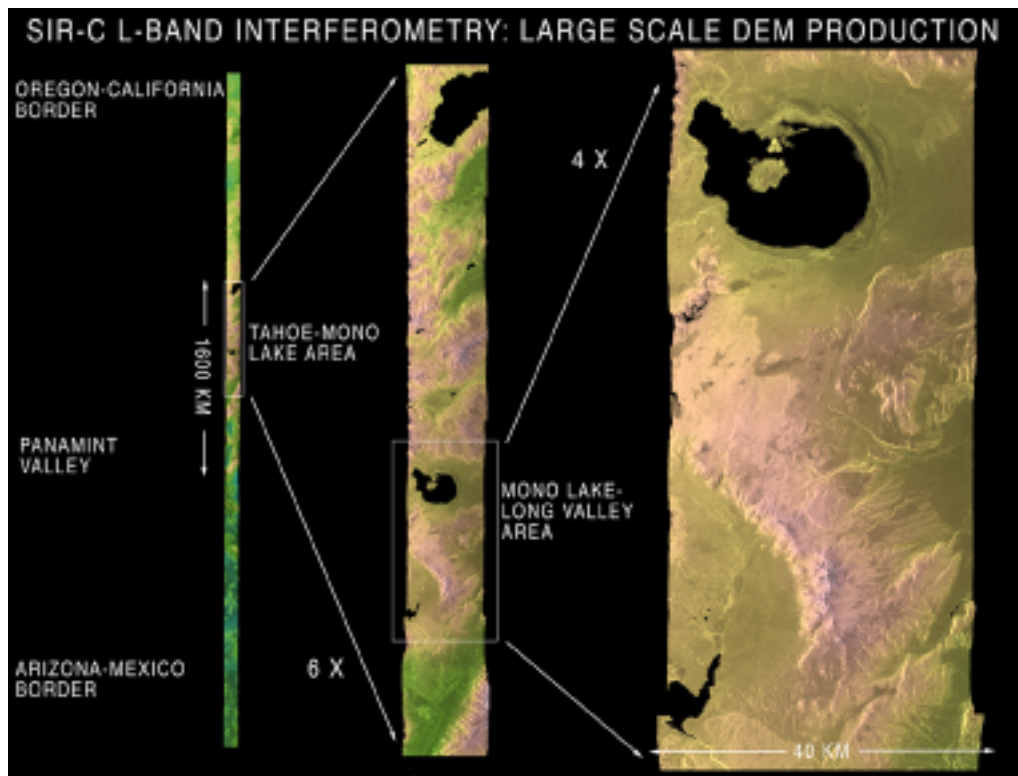 SIR-C L-BAND INTERFEROMETRY: LARGE SCALE DEM PRODUCTION
OREGON-CALIFORNIA
BORDER
4 X
TAHOE-MONO
LAKE AREA
1600 KM
PANAMINT
VALLEY
MONO LAKE-
LONG VALLEY
AREA
ARIZONA-MEXICO
BORDER
6 X
40 KM